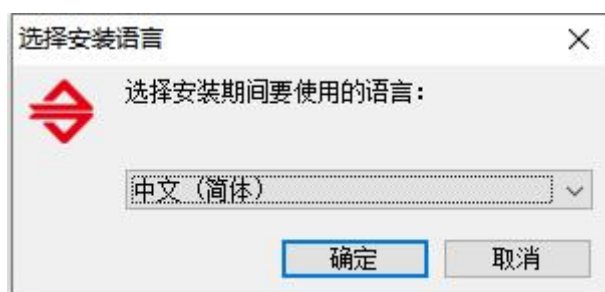 选择安装语言
选择安装期间要使用的语言：
中文（简体）
确定
取消